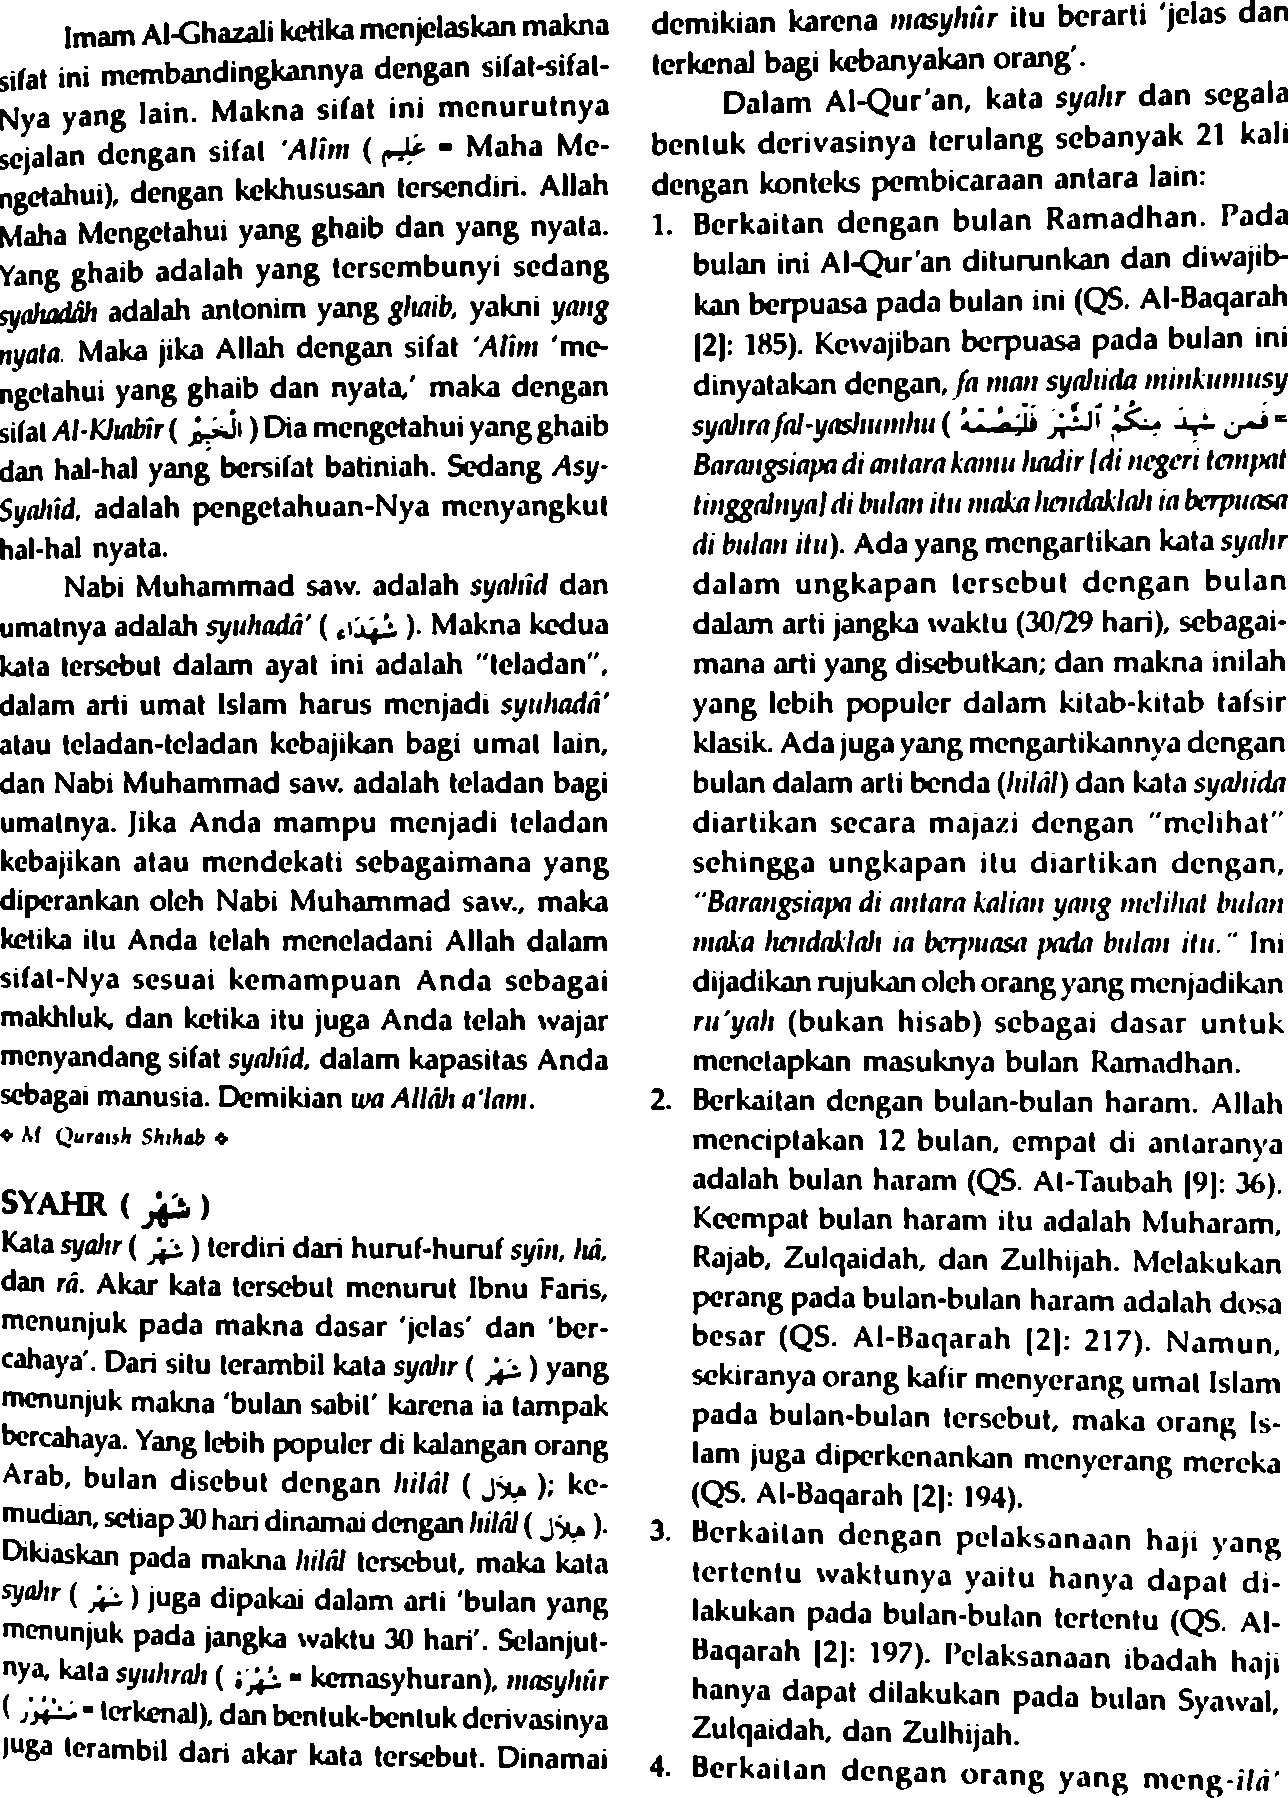 Imam Al-Ghazali ketika menjelaskan makna
sifat ini membandingkannya dengan sifat-sifat-
Nya yang lain. Makna sifat ini menurutnya
sejalan dengan sifat 'Alîm ( عَلِيْم = Maha Me-
ngetahui), dengan kekhususan tersendiri. Allah
Maha Mengetahui yang ghaib dan yang nyata.
Yang ghaib adalah yang tersembunyi sedang
syahadâh adalah antonim yang ghaib, yakni yang
nyata. Maka jika Allah dengan sifat 'Alîm 'me-
ngetahui yang ghaib dan nyata,' maka dengan
sifat Al-Khabîr ( الْخَبِيْرُ ) Dia mengetahui yang ghaib
dan hal-hal yang bersifat batiniah. Sedang Asy-
Syahîd, adalah pengetahuan-Nya menyangkut
hal-hal nyata.
Nabi Muhammad saw. adalah syahîd dan
umatnya adalah syuhadâ' ( شُهَدَاء ). Makna kedua
kata tersebut dalam ayat ini adalah "teladan",
dalam arti umat Islam harus menjadi syuhadâ'
atau teladan-teladan kebajikan bagi umat lain,
dan Nabi Muhammad saw. adalah teladan bagi
umatnya. Jika Anda mampu menjadi teladan
kebajikan atau mendekati sebagaimana yang
diperankan oleh Nabi Muhammad saw., maka
ketika itu Anda telah meneladani Allah dalam
sifat-Nya sesuai kemampuan Anda sebagai
makhluk, dan ketika itu juga Anda telah wajar
menyandang sifat syahîd, dalam kapasitas Anda
sebagai manusia. Demikian wa Allâh a'lam.
❖ M Quraish Shihab ❖
SYAHR ( شَهْرٌ )
Kata syahr ( شَهْرٌ ) terdiri dari huruf-huruf syîn, hâ,
dan râ. Akar kata tersebut menurut Ibnu Faris,
menunjuk pada makna dasar 'jelas' dan 'ber-
cahaya'. Dari situ terambil kata syahr ( شَهْرٌ ) yang
menunjuk makna 'bulan sabit' karena ia tampak
bercahaya. Yang lebih populer di kalangan orang
Arab, bulan disebut dengan hilâl ( هِلَال ); ke-
mudian, setiap 30 hari dinamai dengan hilâl ( هِلَال ).
Dikiaskan pada makna hilâl tersebut, maka kata
syahr ( شَهْرٌ ) juga dipakai dalam arti 'bulan yang
menunjuk pada jangka waktu 30 hari'. Selanjut-
nya, kata syuhrah ( شُهْرَة = kemasyhuran), masyhûr
( مَشْهُوْر = terkenal), dan bentuk-bentuk derivasinya
juga terambil dari akar kata tersebut. Dinamai
demikian karena masyhûr itu berarti 'jelas dan
terkenal bagi kebanyakan orang'.
Dalam Al-Qur'an, kata syahr dan segala
bentuk derivasinya terulang sebanyak 21 kali
dengan konteks pembicaraan antara lain:
1. Berkaitan dengan bulan Ramadhan. Pada
bulan ini Al-Qur'an diturunkan dan diwajib-
kan berpuasa pada bulan ini (QS. Al-Baqarah
[2]: 185). Kewajiban berpuasa pada bulan ini
dinyatakan dengan, fa man syahida minkumusy
syahra fal-yashumhu ( فَمَن شَهِدَ مِنكُمُ ٱلشَّهْرَ فَلْيَصُمْهُ =
Barangsiapa di antara kamu hadir [di negeri tempat
tinggalnya] di bulan itu maka hendaklah ia berpuasa
di bulan itu). Ada yang mengartikan kata syahr
dalam ungkapan tersebut dengan bulan
dalam arti jangka waktu (30/29 hari), sebagai-
mana arti yang disebutkan; dan makna inilah
yang lebih populer dalam kitab-kitab tafsir
klasik. Ada juga yang mengartikannya dengan
bulan dalam arti benda (hilâl) dan kata syahida
diartikan secara majazi dengan "melihat"
sehingga ungkapan itu diartikan dengan,
"Barangsiapa di antara kalian yang melihat bulan
maka hendaklah ia berpuasa pada bulan itu." Ini
dijadikan rujukan oleh orang yang menjadikan
ru'yah (bukan hisab) sebagai dasar untuk
menetapkan masuknya bulan Ramadhan.
2. Berkaitan dengan bulan-bulan haram. Allah
menciptakan 12 bulan, empat di antaranya
adalah bulan haram (QS. At-Taubah [9]: 36).
Keempat bulan haram itu adalah Muharam,
Rajab, Zulqaidah, dan Zulhijah. Melakukan
perang pada bulan-bulan haram adalah dosa
besar (QS. Al-Baqarah [2]: 217). Namun,
sekiranya orang kafir menyerang umat Islam
pada bulan-bulan tersebut, maka orang Is-
lam juga diperkenankan menyerang mereka
(QS. Al-Baqarah [2]: 194).
3. Berkaitan dengan pelaksanaan haji yang
tertentu waktunya yaitu hanya dapat di-
lakukan pada bulan-bulan tertentu (QS. Al-
Baqarah [2]: 197). Pelaksanaan ibadah haji
hanya dapat dilakukan pada bulan Syawal,
Zulqaidah, dan Zulhijah.
4. Berkaitan dengan orang yang meng-ilâ'